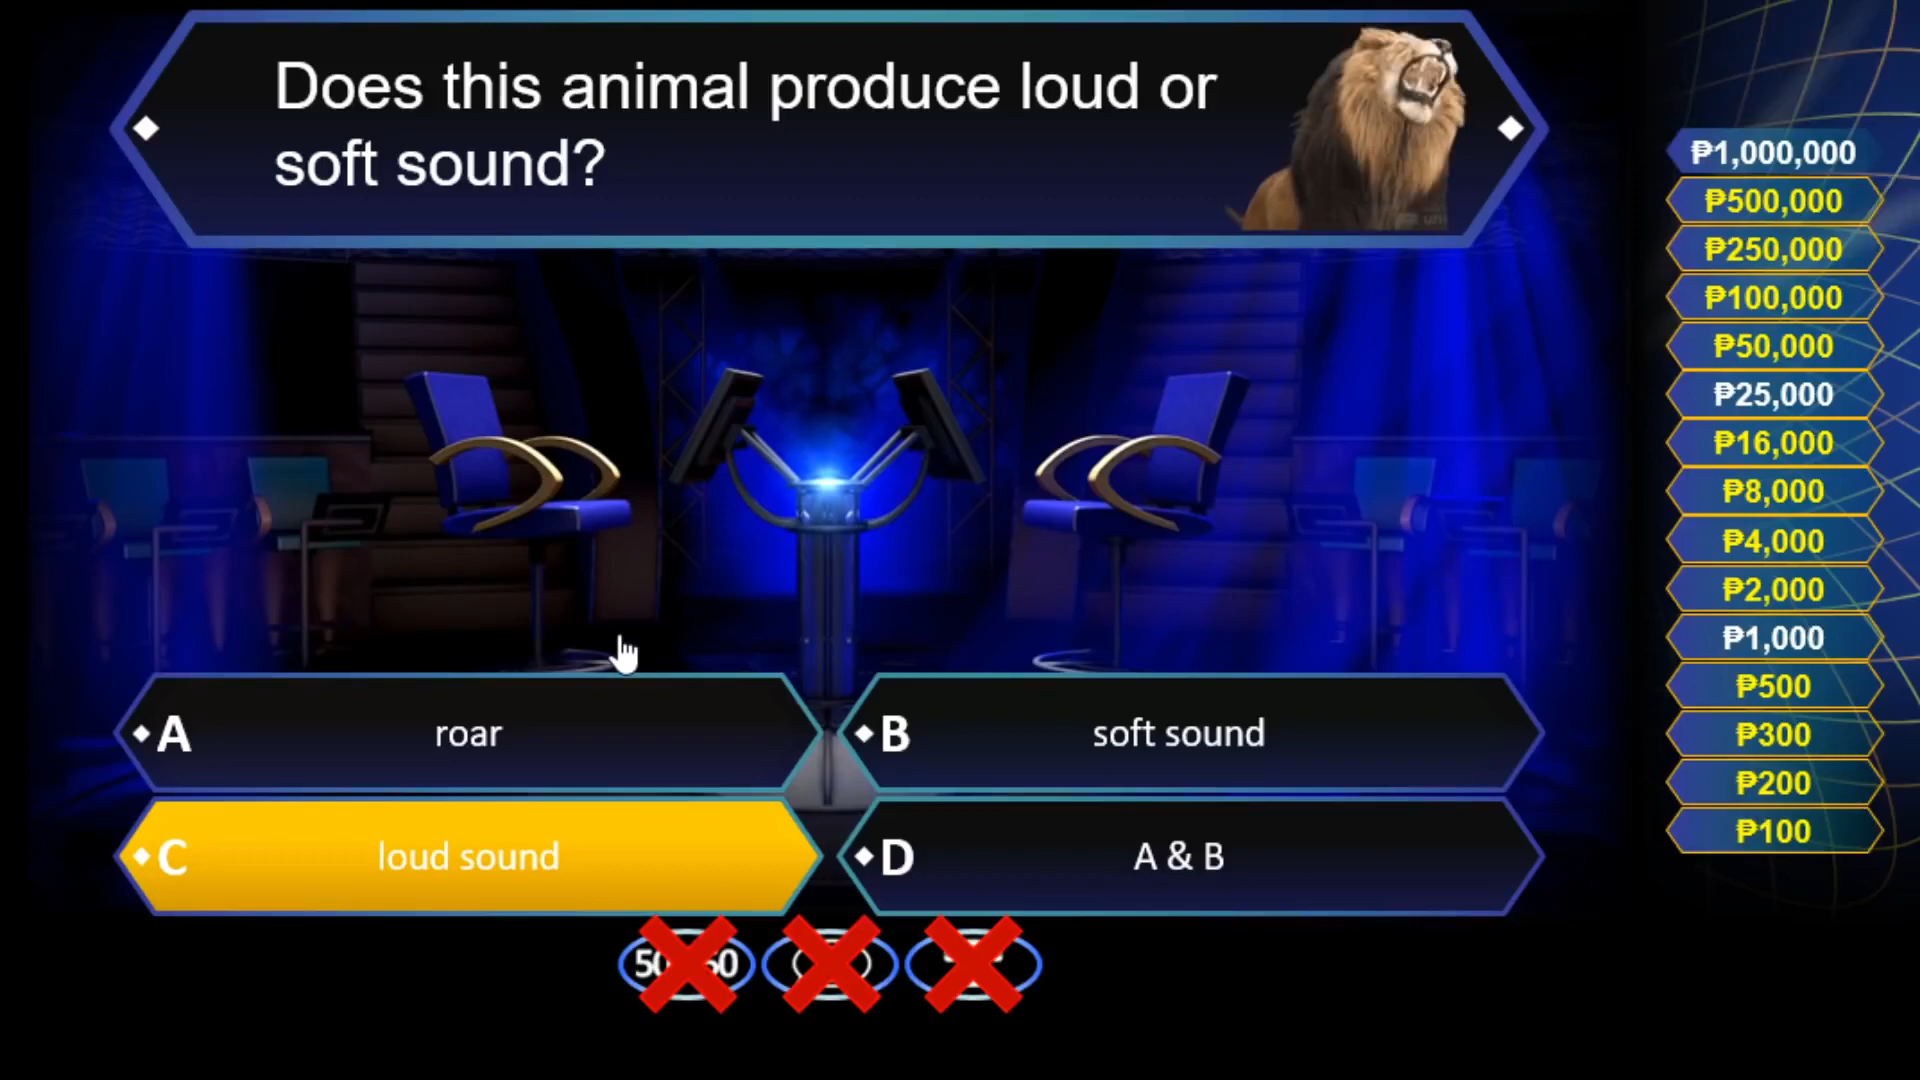 Does this animal produce loud or
soft sound?
A roar
B soft sound
C loud sound
D A & B
₱1,000,000
₱500,000
₱250,000
₱100,000
₱50,000
₱25,000
₱16,000
₱8,000
₱4,000
₱2,000
₱1,000
₱500
₱300
₱200
₱100